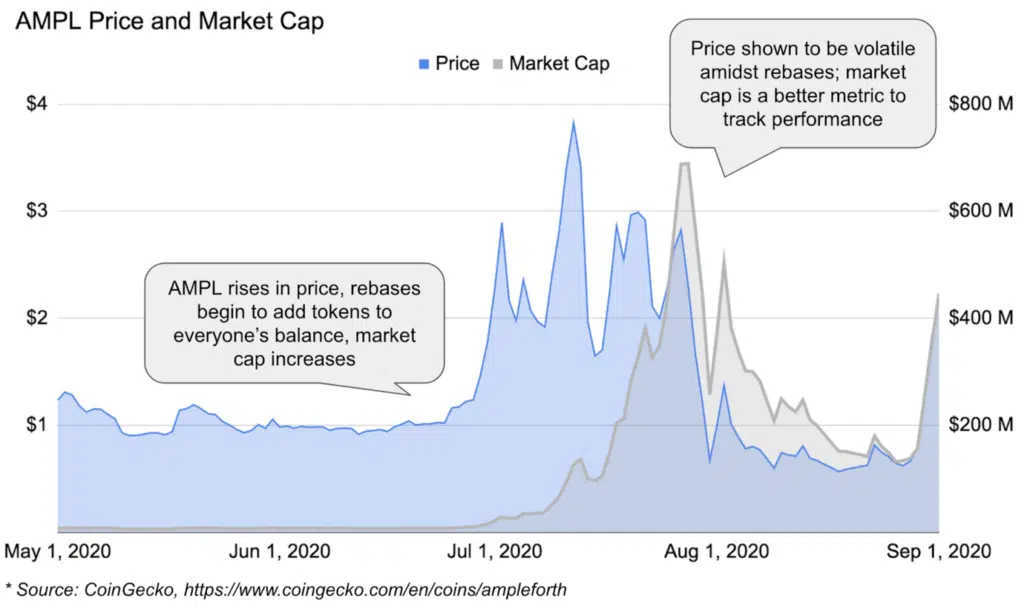 AMPL Price and Market Cap
Price Market Cap
Price shown to be volatile
amidst rebases; market
cap is a better metric to
track performance
$4
$800 M
$3
$600 M
AMPL rises in price, rebases
begin to add tokens to
everyone's balance, market
cap increases
$2
$400 M
$1
$200 M
May 1, 2020
Jun 1, 2020
Jul 1, 2020
Aug 1, 2020
Sep 1, 2020
* Source: CoinGecko, https://www.coingecko.com/en/coins/ampleforth